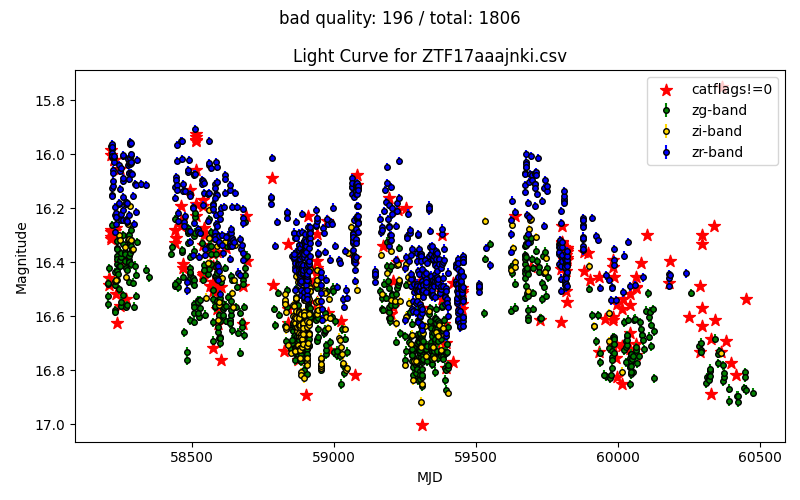 bad quality: 196 / total: 1806
Light Curve for ZTF17aaajnki.csv
catflags!=0
zg-band
zi-band
zr-band
Magnitude
15.8
16.0
16.2
16.4
16.6
16.8
17.0
58500
59000
59500
60000
60500
MJD